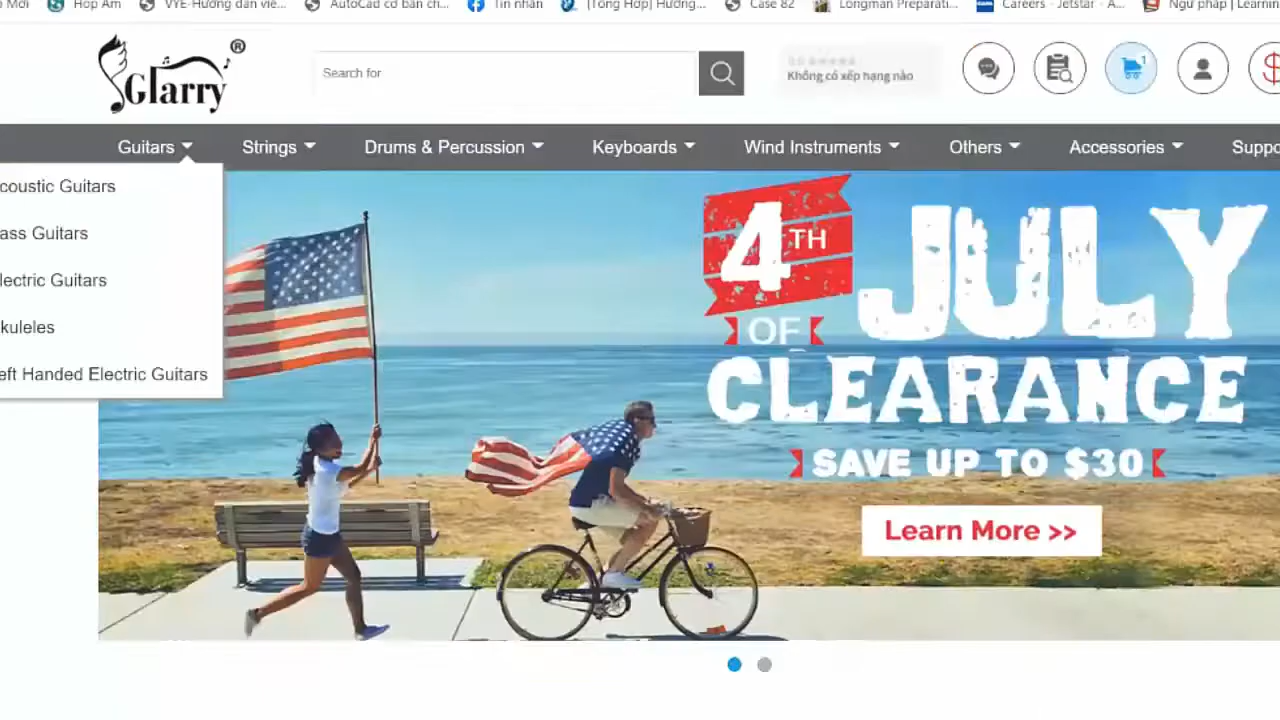 Mới
Hợp Âm
VYE-Hướng dẫn viê...
AutoCad cơ bản ch...
Tin nhắn
[Tổng Hợp] Hướng...
Case 82
Longman Preparati...
Careers - Jetstar - A...
Ngữ pháp | Learnin
Glarry ®
Search for
Không có xếp hạng nào
1
Guitars
Strings
Drums & Percussion
Keyboards
Wind Instruments
Others
Accessories
Suppo
coustic Guitars
ass Guitars
lectric Guitars
kuleles
eft Handed Electric Guitars
4TH
OF
JULY
CLEARANCE
SAVE UP TO $30
Learn More >>